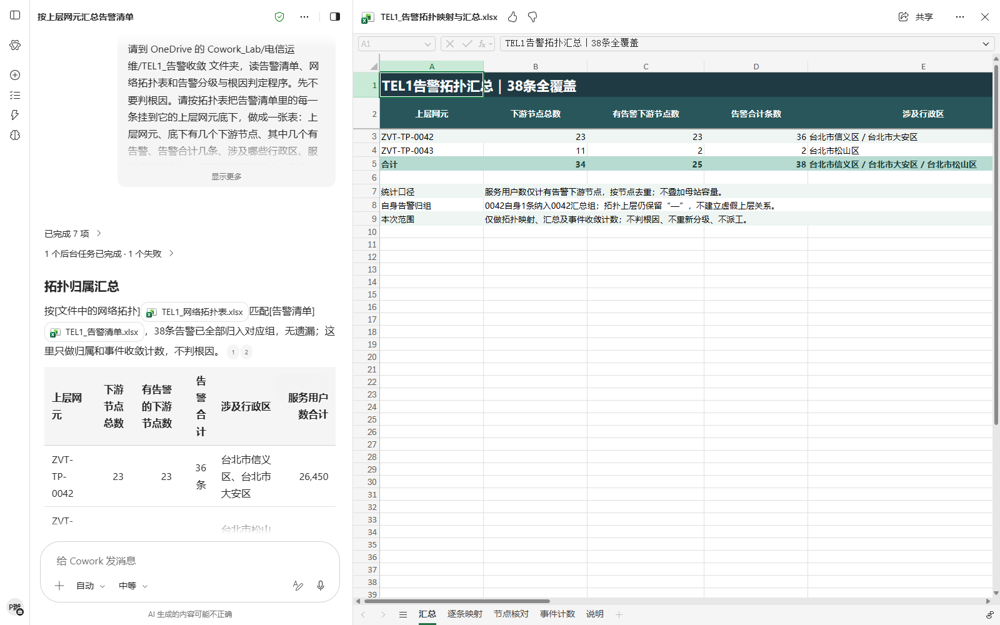 按上层网元汇总告警清单
请到 OneDrive 的 Cowork_Lab/电信运
维/TEL1_告警收敛 文件夹，读告警清单、网
络拓扑表和告警分级与根因判定程序。先不
要判根因。请按拓扑表把告警清单里的每一
条挂到它的上层网元底下，做成一张表：上
层网元、底下有几个下游节点、其中几个有
告警、告警合计几条、涉及哪些行政区、服
显示更多
已完成 7 项
1 个后台任务已完成 · 1 个失败
拓扑归属汇总
按[文件中的网络拓扑] TEL1_网络拓扑表.xlsx 匹配[告警清单]
TEL1_告警清单.xlsx ，38条告警已全部归入对应组，无遗漏；这
里只做归属和事件收敛计数，不判根因。 1 2
上层网元 下游节点总数 有告警的下游节点数 告警合计 涉及行政区 服务用户数合计
ZVT-TP-0042 23 23 36条 台北市信义区、台北市大安区 26,450
ZVT- 台北市松山
给 Cowork 发消息
自动 中等
AI 生成的内容可能不正确
P辦
TEL1_告警拓扑映射与汇总.xlsx 共享
A1 fx TEL1告警拓扑汇总｜38条全覆盖
A B C D E
1 TEL1告警拓扑汇总｜38条全覆盖
2 上层网元 下游节点总数 有告警下游节点数 告警合计条数 涉及行政区
3 ZVT-TP-0042 23 23 36 台北市信义区 / 台北市大安区
4 ZVT-TP-0043 11 2 2 台北市松山区
5 合计 34 25 38 台北市信义区 / 台北市大安区 / 台北市松山区
6
7 统计口径 服务用户数仅计有告警下游节点，按节点去重；不叠加母站容量。
8 自身告警归组 0042自身1条纳入0042汇总组；拓扑上层仍保留“—”，不建立虚假上层关系。
9 本次范围 仅做拓扑映射、汇总及事件收敛计数；不判根因、不重新分级、不派工。
10
11
12
13
14
15
16
17
18
19
20
21
22
23
24
25
26
27
28
29
30
31
32
33
34
35
36
37
38
39
汇总 逐条映射 节点核对 事件计数 说明